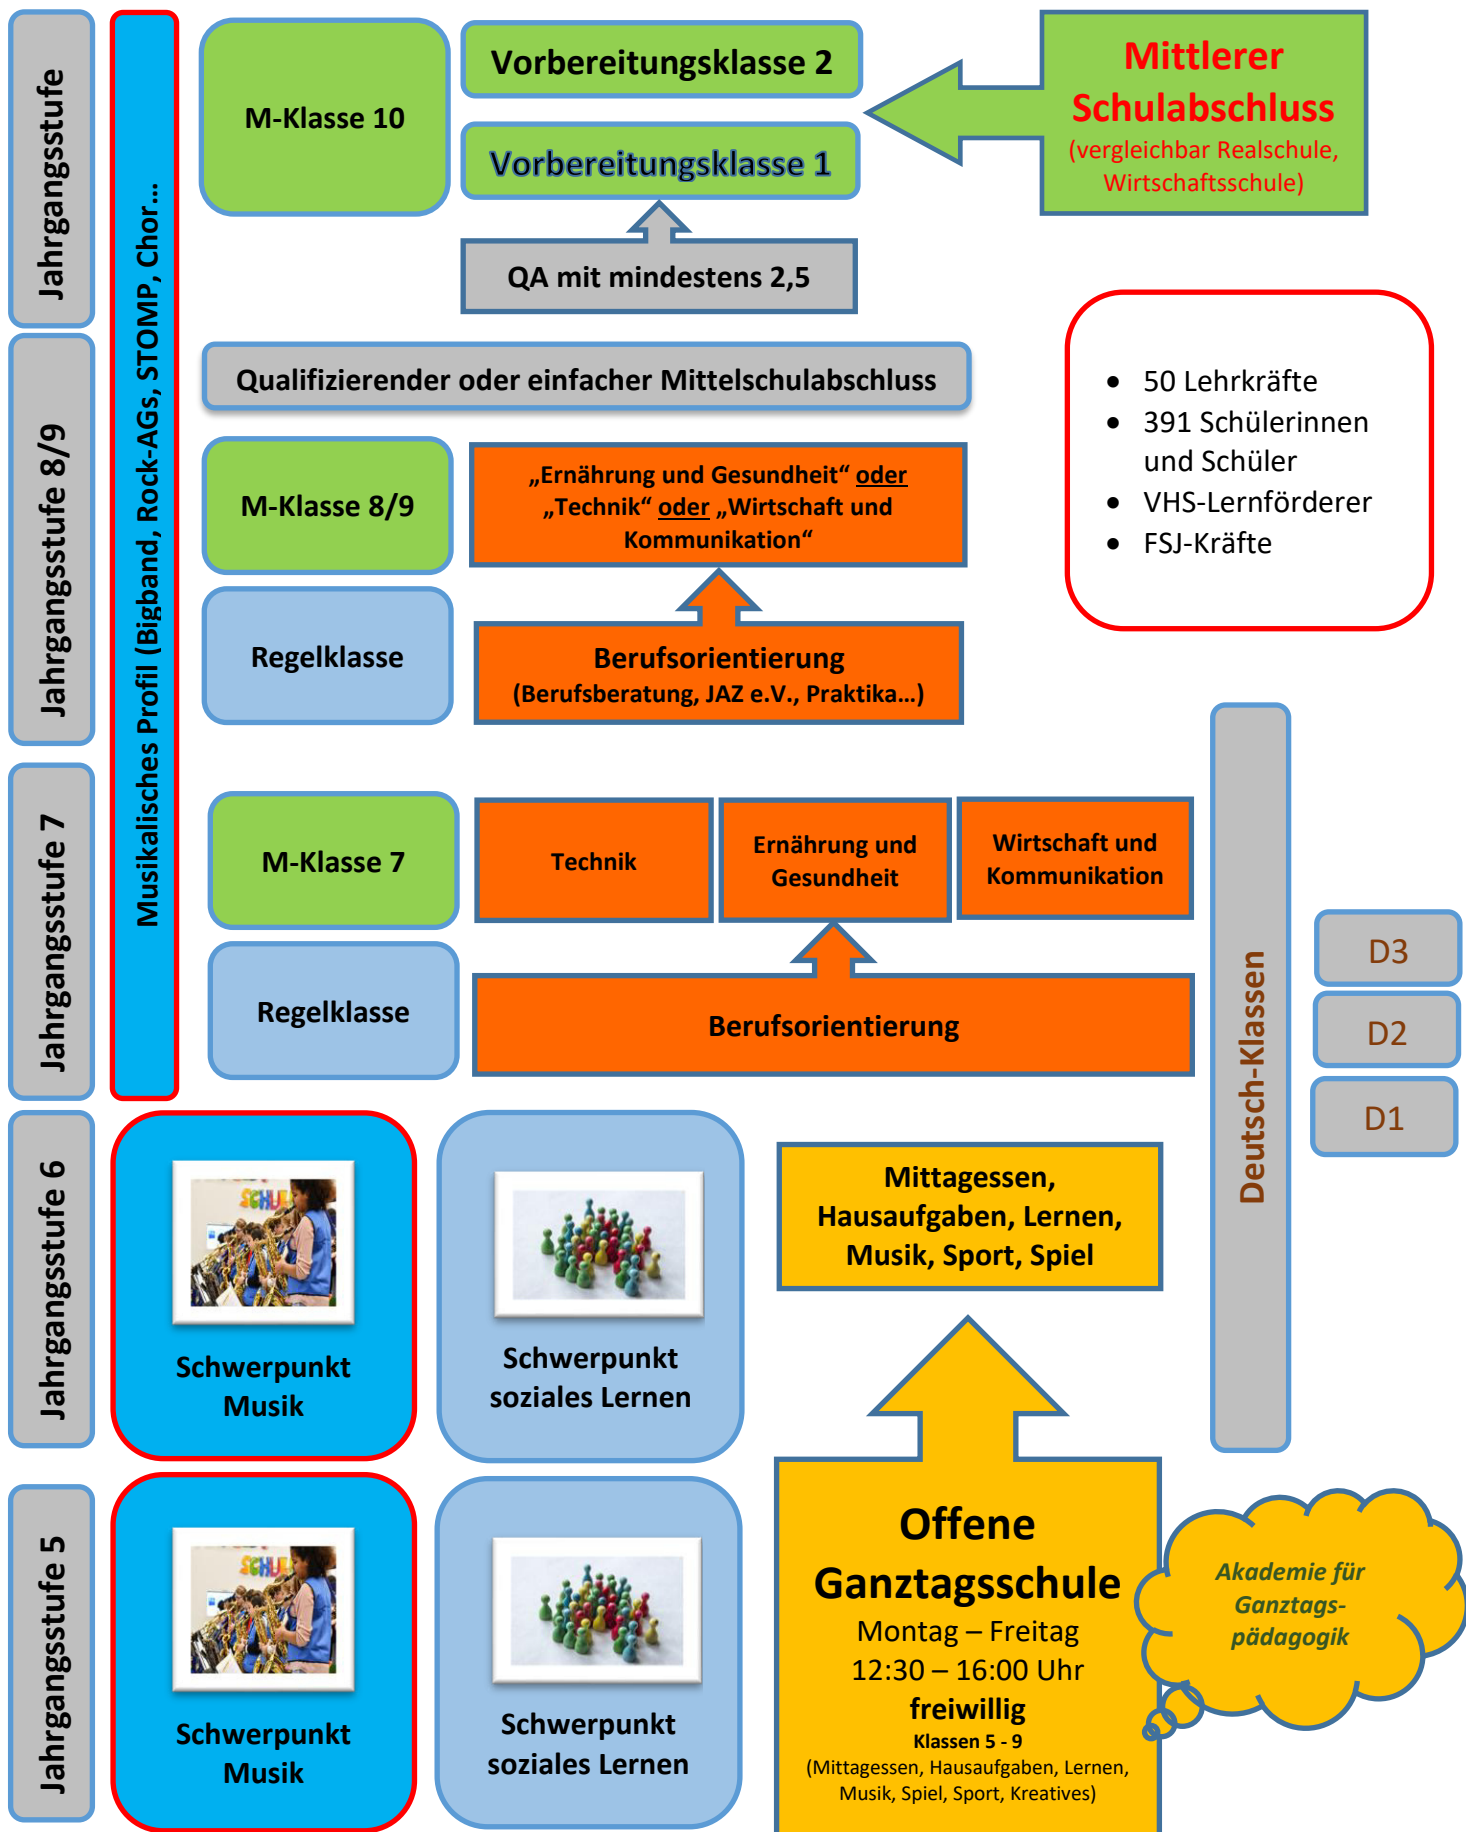 Jahrgangsstufe
Musikalisches Profil (Bigband, Rock-AGs, STOMP, Chor...
M-Klasse 10
Vorbereitungsklasse 2
Vorbereitungsklasse 1
QA mit mindestens 2,5
Mittlerer
Schulabschluss
(vergleichbar Realschule,
Wirtschaftsschule)
• 50 Lehrkräfte
• 391 Schülerinnen
und Schüler
• VHS-Lernförderer
• FSJ-Kräfte
Jahrgangsstufe 8/9
Qualifizierender oder einfacher Mittelschulabschluss
M-Klasse 8/9
„Ernährung und Gesundheit“ oder
„Technik“ oder „Wirtschaft und
Kommunikation“
Regelklasse
Berufsorientierung
(Berufsberatung, JAZ e.V., Praktika...)
Jahrgangsstufe 7
M-Klasse 7
Technik
Ernährung und
Gesundheit
Wirtschaft und
Kommunikation
Regelklasse
Berufsorientierung
Deutsch-Klassen
D3
D2
D1
Jahrgangsstufe 6
SCHUL
Schwerpunkt
Musik
Schwerpunkt
soziales Lernen
Mittagessen,
Hausaufgaben, Lernen,
Musik, Sport, Spiel
Jahrgangsstufe 5
SCHUL
Schwerpunkt
Musik
Schwerpunkt
soziales Lernen
Offene
Ganztagsschule
Montag – Freitag
12:30 – 16:00 Uhr
freiwillig
Klassen 5 - 9
(Mittagessen, Hausaufgaben, Lernen,
Musik, Spiel, Sport, Kreatives)
Akademie für
Ganztags-
pädagogik